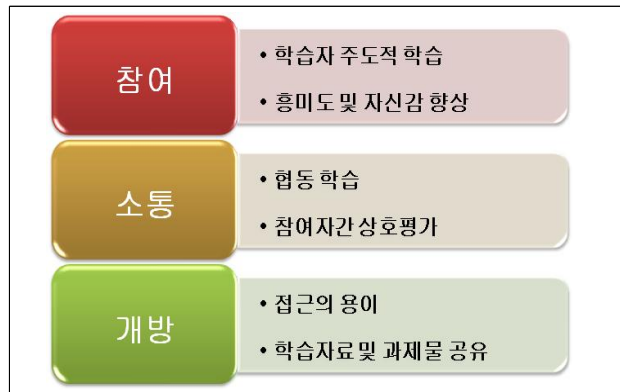 참여
• 학습자 주도적 학습
• 흥미도 및 자신감 향상
소통
• 협동 학습
• 참여자간 상호평가
개방
• 접근의 용이
• 학습자료 및 과제물 공유